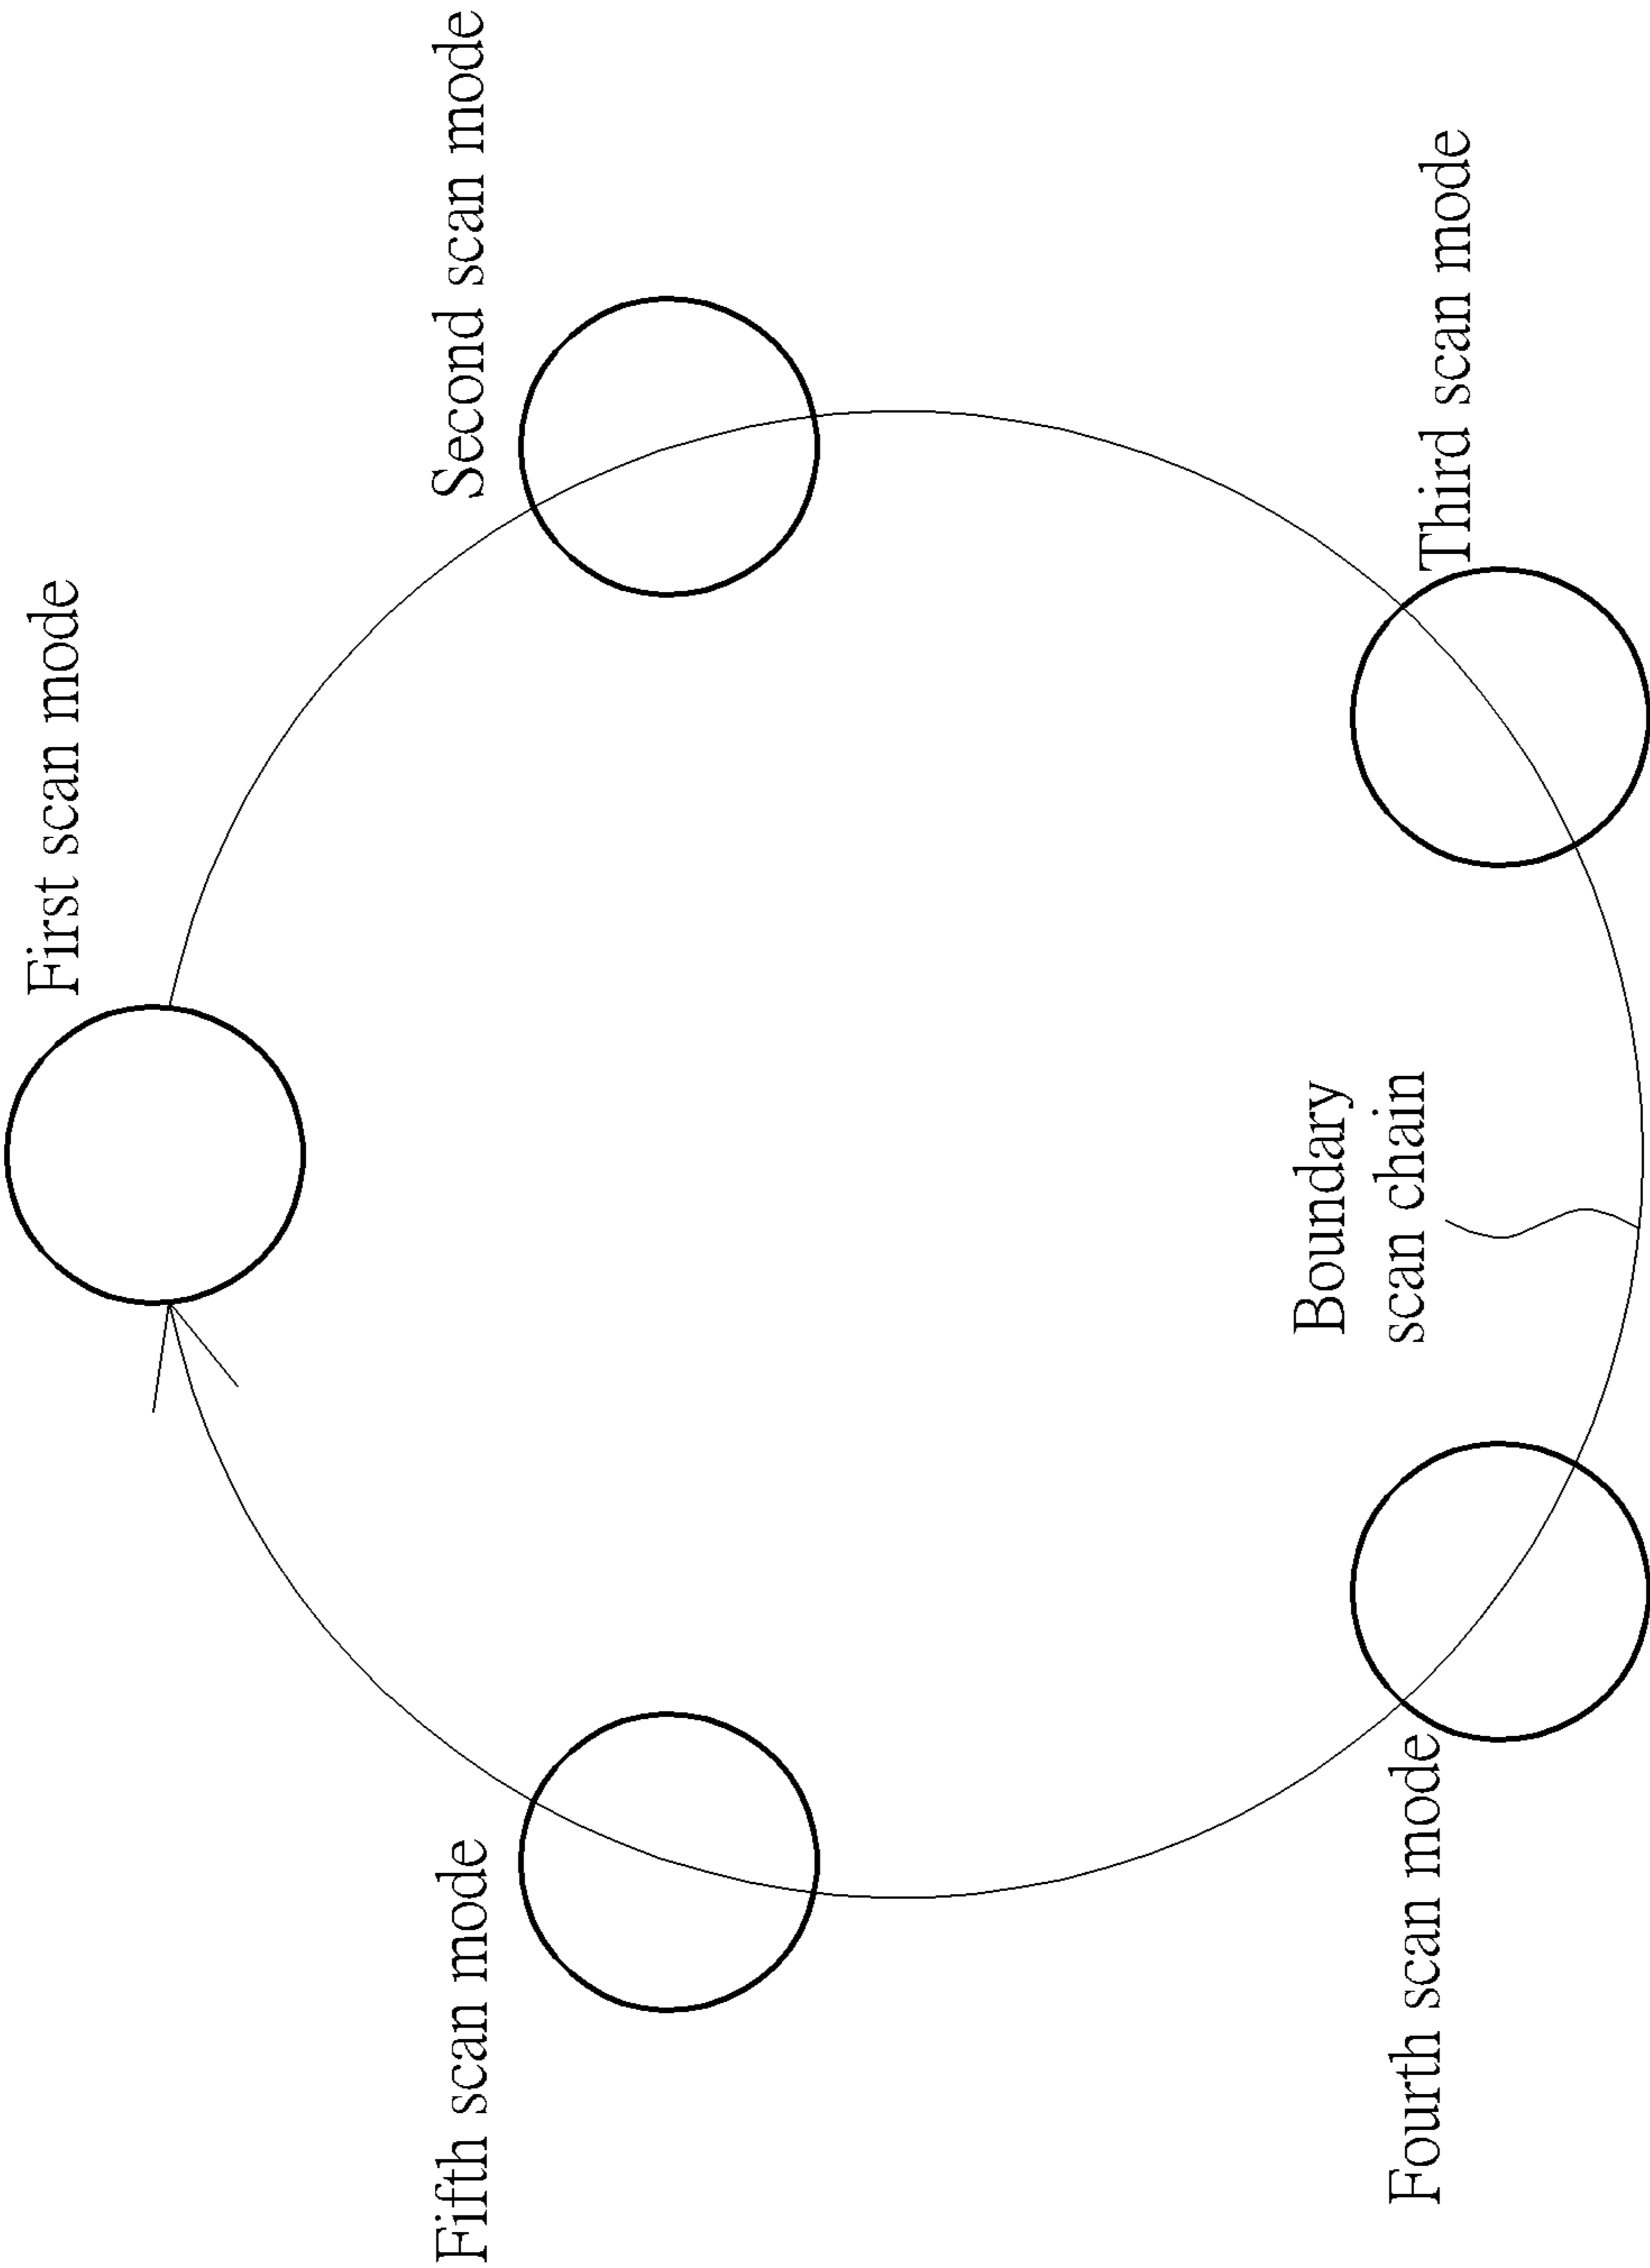 First scan mode
Second scan mode
Third scan mode
Boundary
scan chain
Fourth scan mode
Fifth scan mode